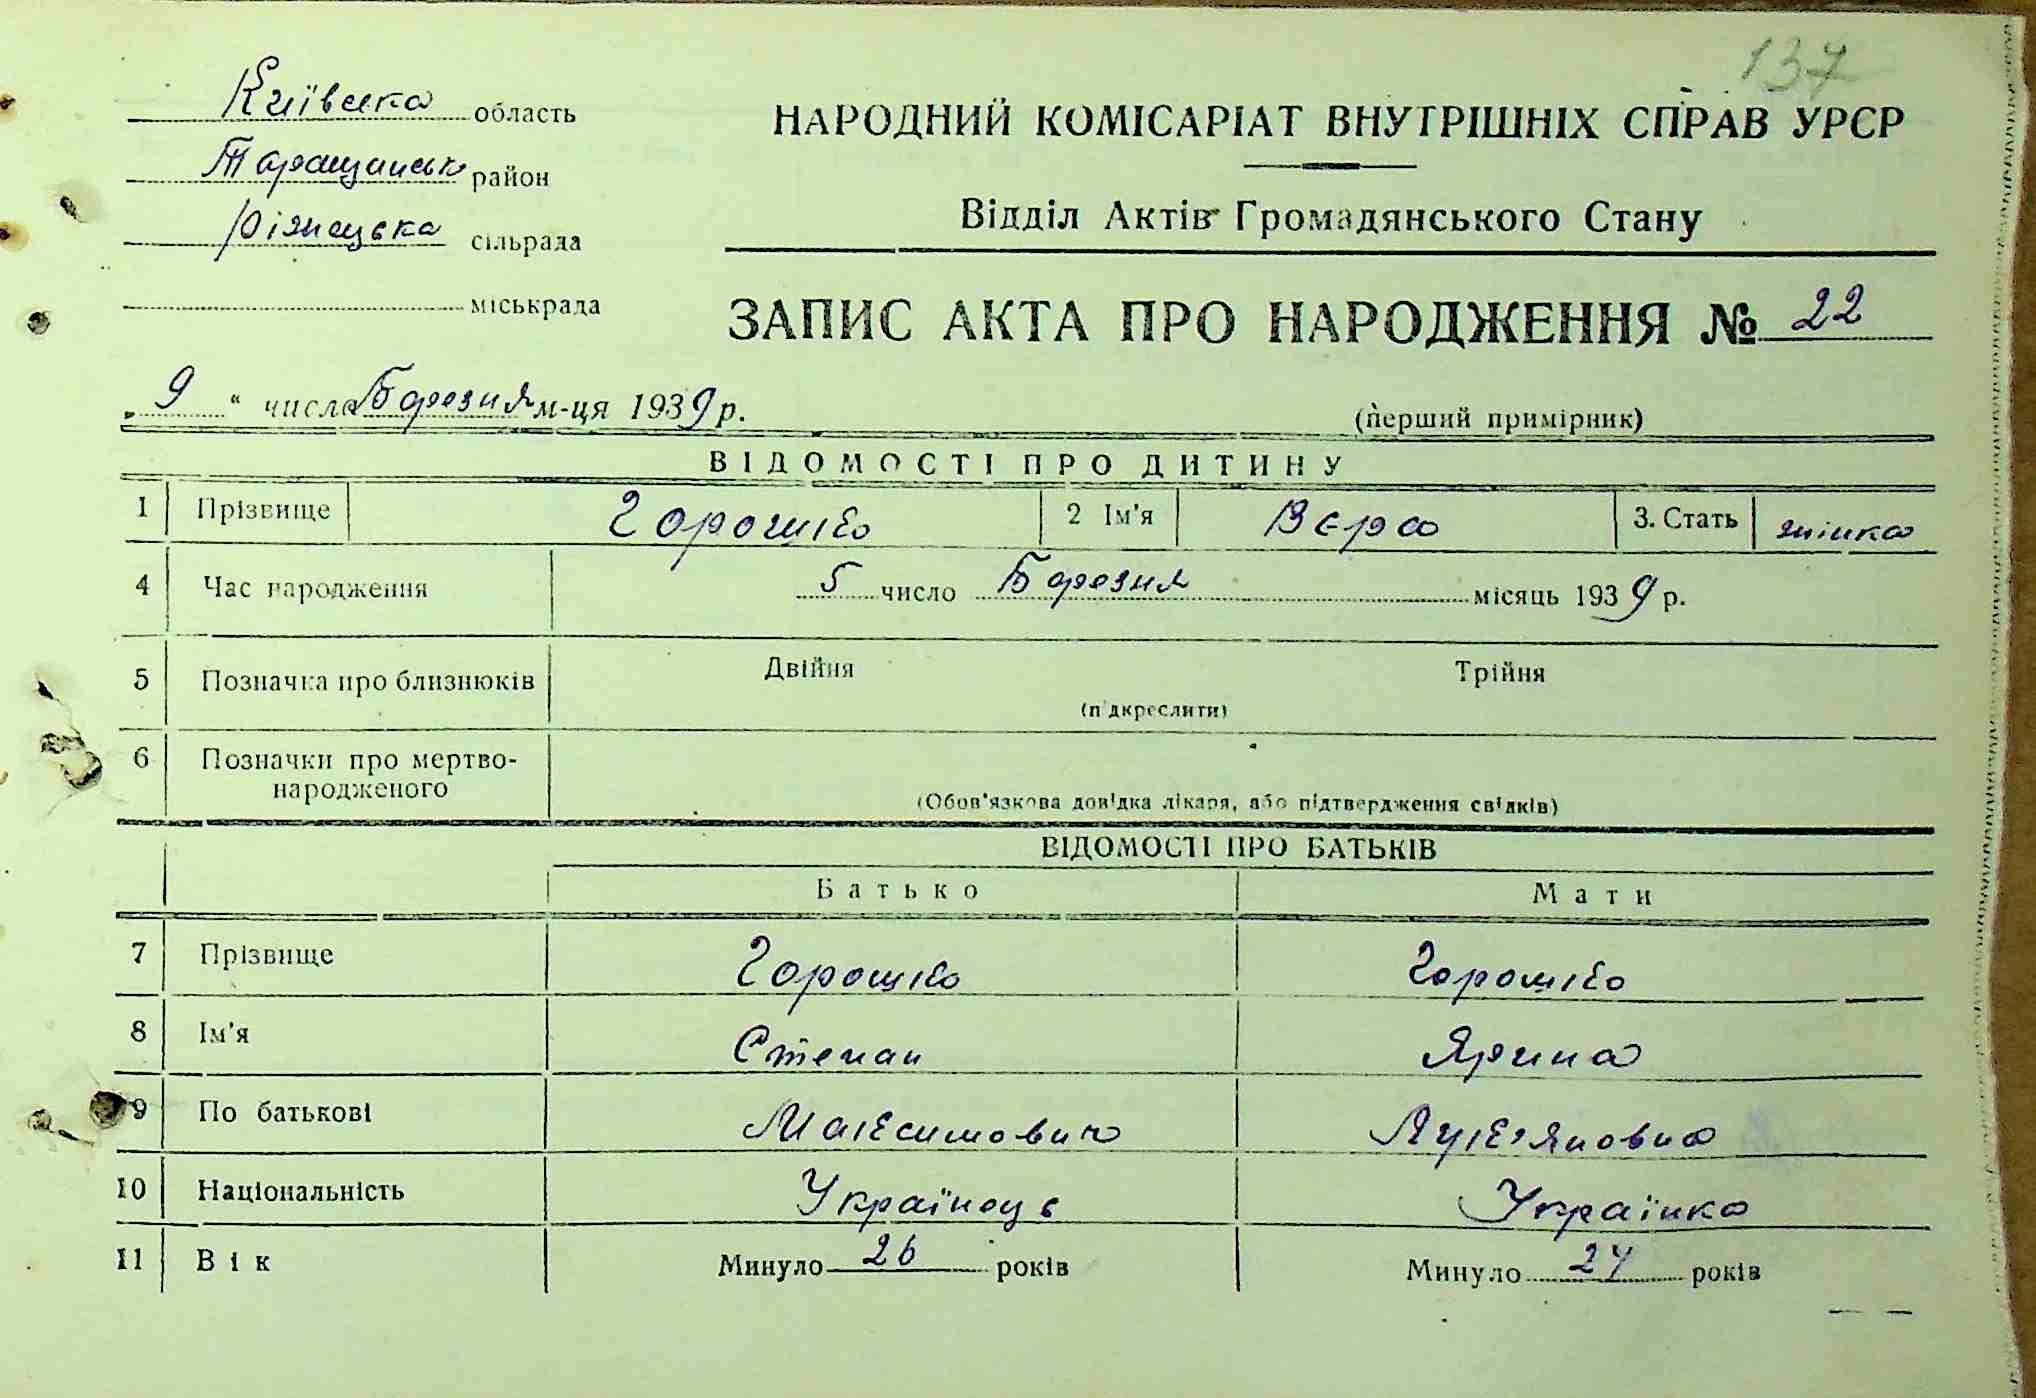 137
Київська область
НАРОДНИЙ КОМІСАРІАТ ВНУТРІШНІХ СПРАВ УРСР
Таращанськ район
Відділ Актів Громадянського Стану
сільрада
міськрада
ЗАПИС АКТА ПРО НАРОДЖЕННЯ № 22
„ 9 “ числа Березня м-ця 1939 р.
(перший примірник)
ВІДОМОСТІ ПРО ДИТИНУ
1 Прізвище Горошко 2 Ім'я Вєра 3. Стать жінка
4 Час народження 5 число Березня місяць 1939 р.
5 Позначка про близнюків Двійня Трійня
(підкреслити)
6 Позначки про мертво-
народженого
(Обов'язкова довідка лікаря, або підтвердження свідків)
ВІДОМОСТІ ПРО БАТЬКІВ
Батько Мати
7 Прізвище Горошко Горошко
8 Ім'я Степан Ярина
9 По батькові Максимович Лук'яновна
10 Національність Українець Українка
11 Вік Минуло 26 років Минуло 24 років